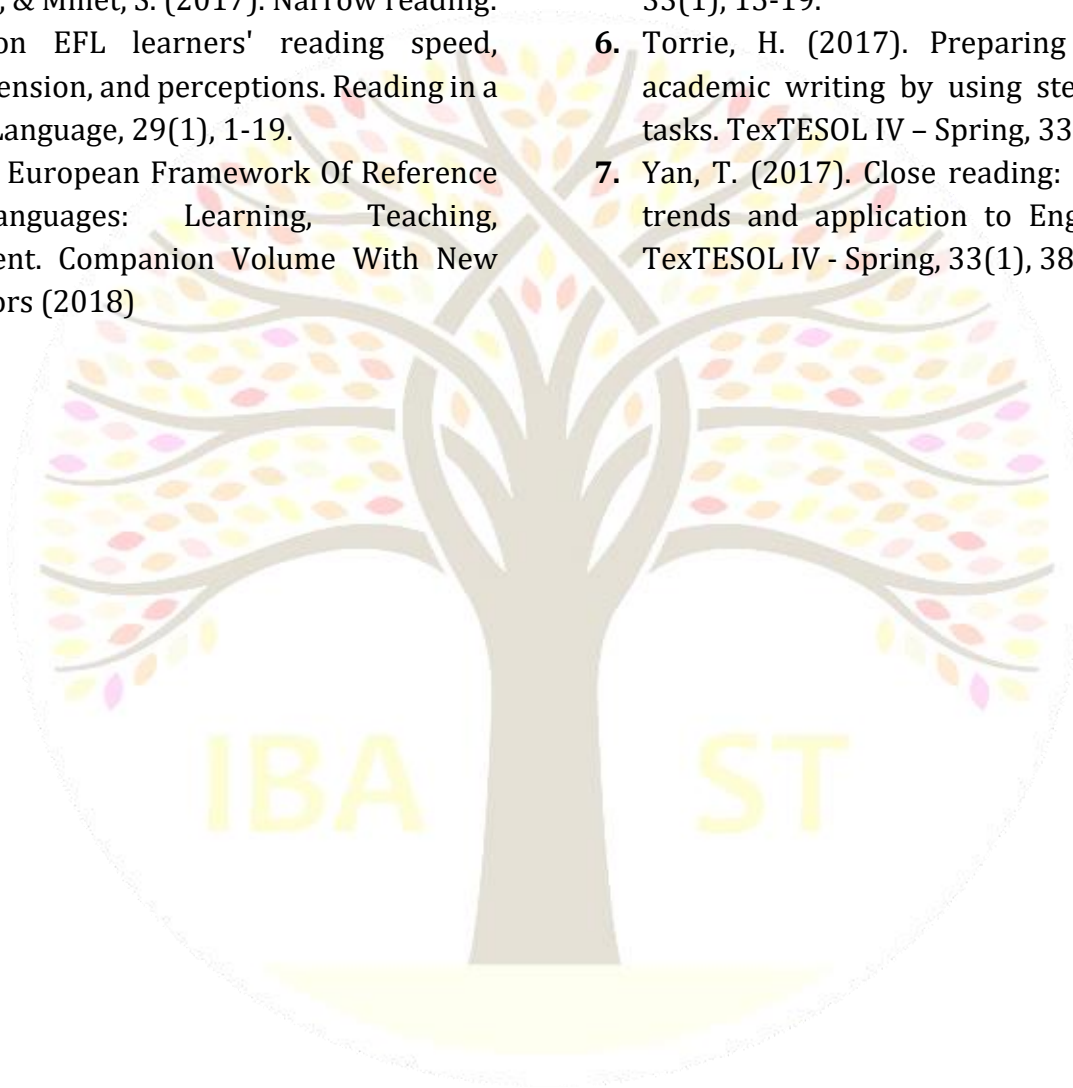 & Millet, S. (2017). Narrow reading.
on EFL learners' reading speed,
ension, and perceptions. Reading in a
Language, 29(1), 1-19.
European Framework Of Reference
anguages: Learning, Teaching,
ent. Companion Volume With New
ors (2018)
33(1), 13-19.
6. Torrie, H. (2017). Preparing
academic writing by using ste
tasks. TexTESOL IV – Spring, 33
7. Yan, T. (2017). Close reading:
trends and application to Eng
TexTESOL IV - Spring, 33(1), 38
IBA ST